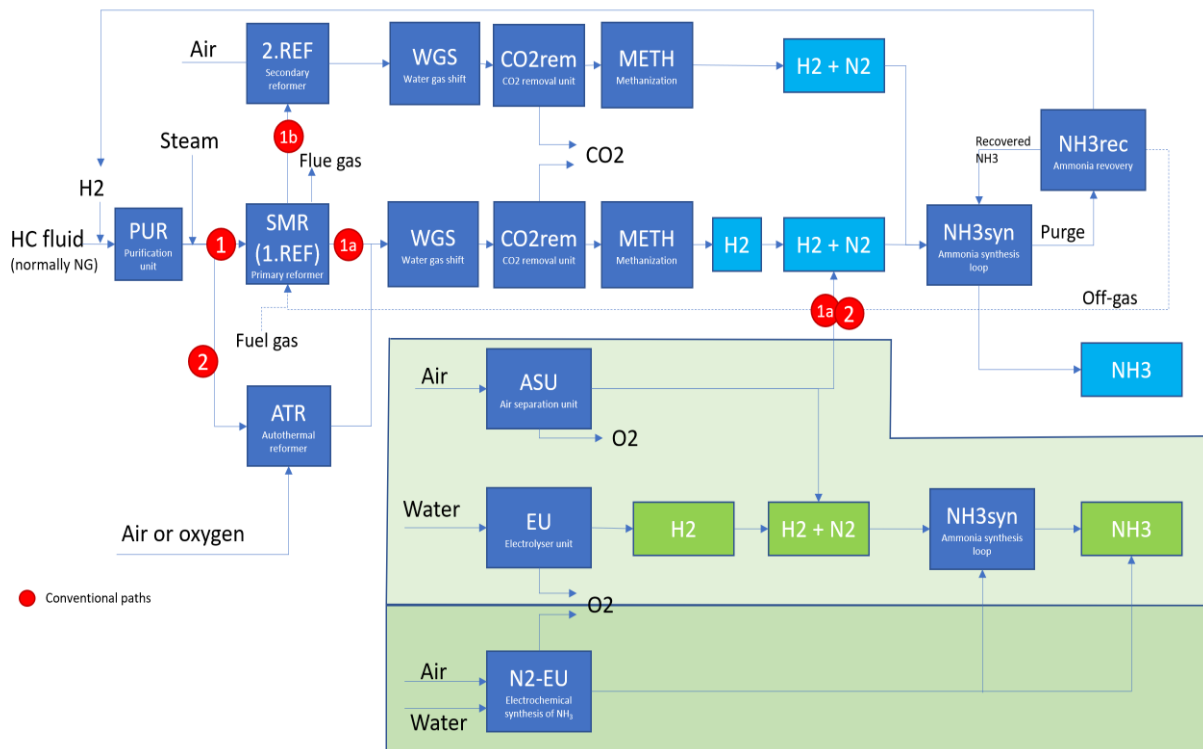 Air
2.REF
Secondary
reformer
WGS
Water gas shift
CO2rem
CO2 removal unit
METH
Methanization
H2 + N2
1b
Steam
Flue gas
CO2
Recovered
NH3
NH3rec
Ammonia revovery
H2
HC fluid
(normally NG)
PUR
Purification
unit
1
SMR
(1.REF)
Primary reformer
1a
WGS
Water gas shift
CO2rem
CO2 removal unit
METH
Methanization
H2
H2 + N2
NH3syn
Ammonia synthesis
loop
Purge
Off-gas
Fuel gas
1a
2
2
NH3
Air
ASU
Air separation unit
O2
ATR
Autothermal
reformer
Water
EU
Electrolyser unit
H2
H2 + N2
NH3syn
Ammonia synthesis
loop
NH3
Air or oxygen
O2
Conventional paths
Air
Water
N2-EU
Electrochemical
synthesis of NH₃